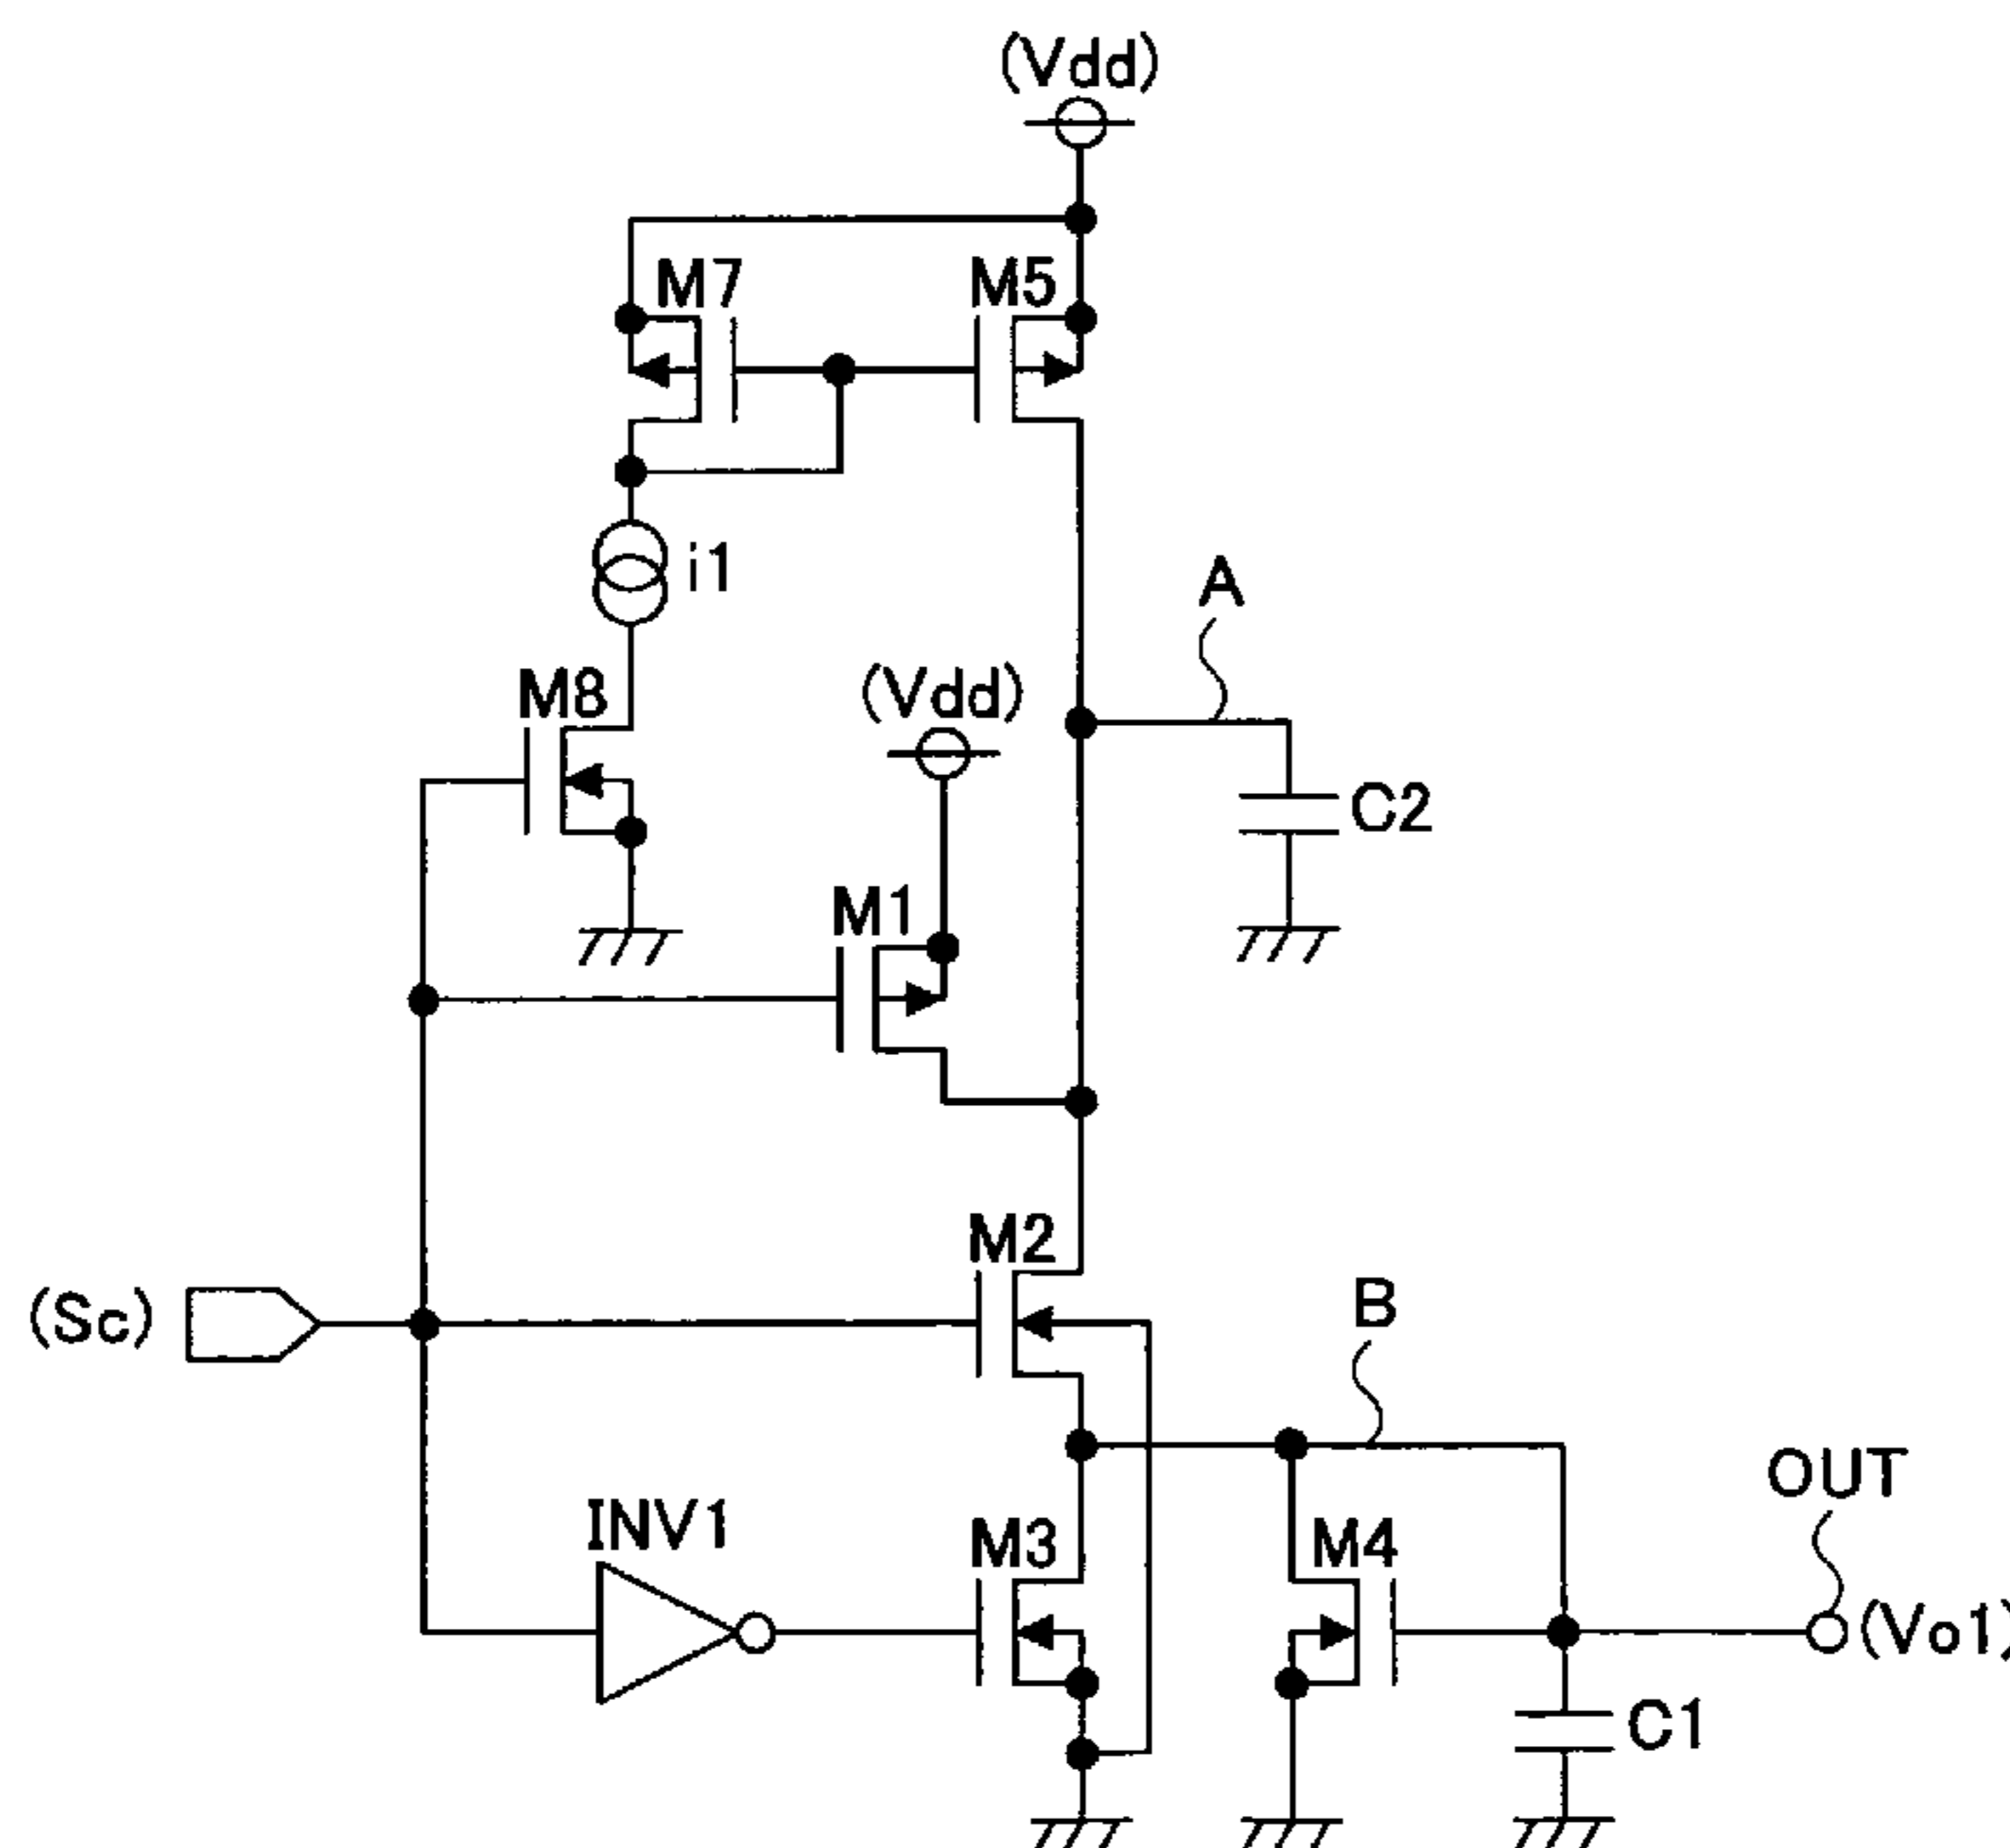 (Vdd)
M7
M5
i1
A
M8
(Vdd)
C2
M1
M2
(Sc)
B
OUT
INV1
M3
M4
(Vo1)
C1